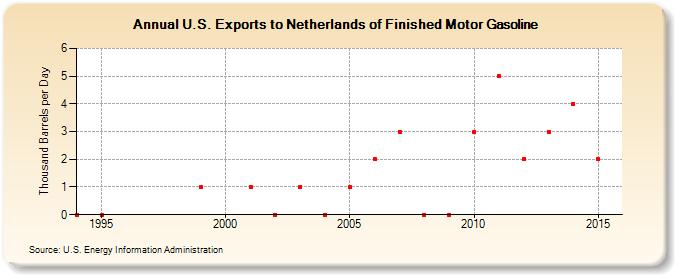 Annual U.S. Exports to Netherlands of Finished Motor Gasoline
Thousand Barrels per Day
6
5
4
3
2
1
0
1995 2000 2005 2010 2015
Source: U.S. Energy Information Administration